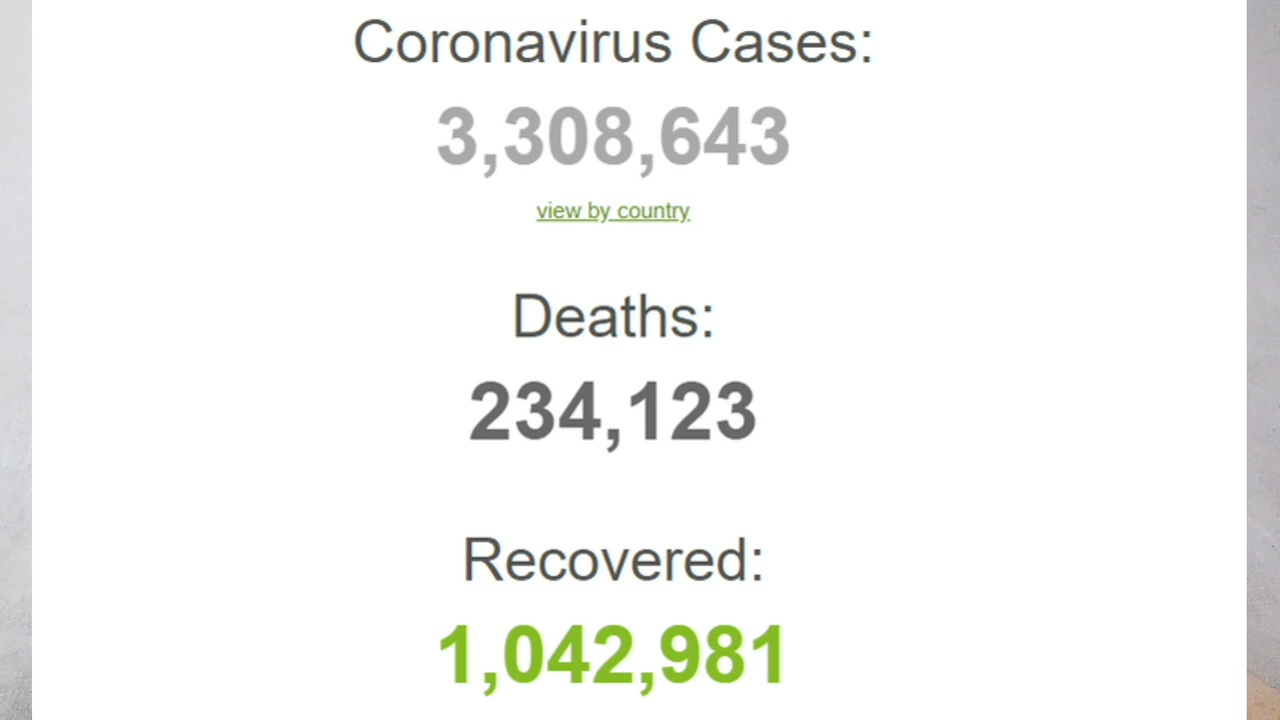 Coronavirus Cases:
3,308,643
view by country
Deaths:
234,123
Recovered:
1,042,981